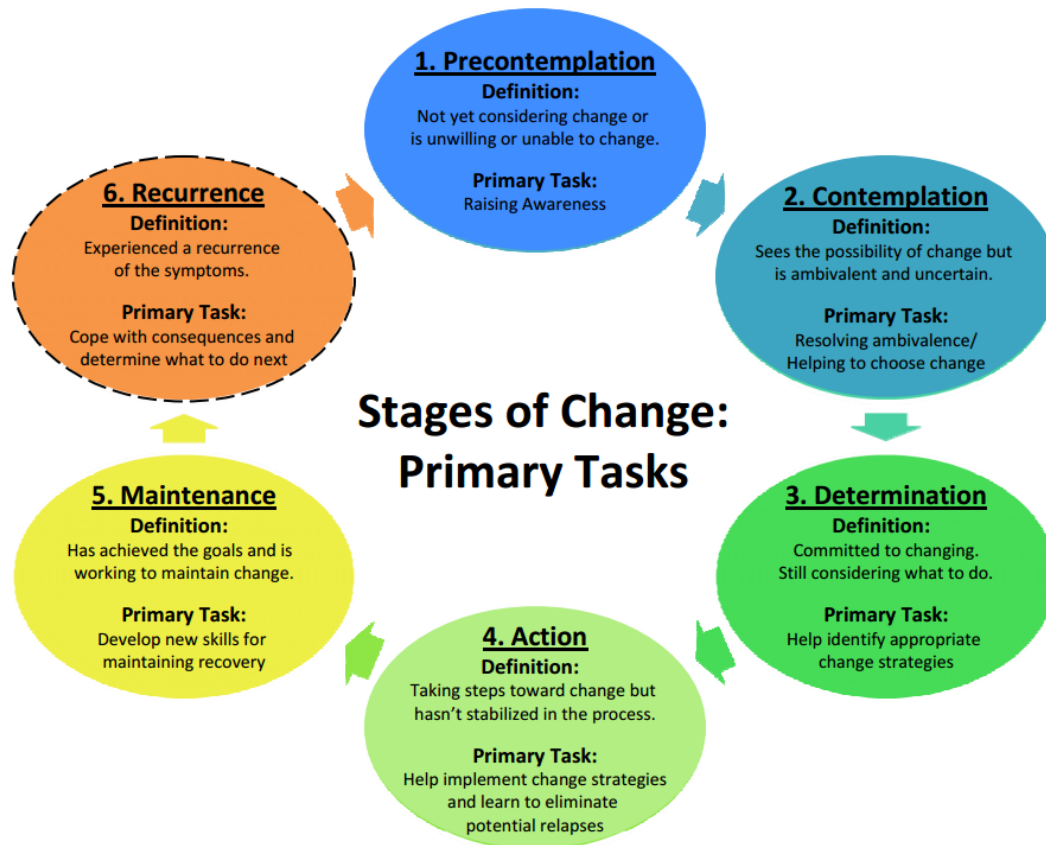 1. Precontemplation
Definition:
Not yet considering change or
is unwilling or unable to change.
Primary Task:
Raising Awareness
2. Contemplation
Definition:
Sees the possibility of change but
is ambivalent and uncertain.
Primary Task:
Resolving ambivalence/
Helping to choose change
3. Determination
Definition:
Committed to changing.
Still considering what to do.
Primary Task:
Help identify appropriate
change strategies
4. Action
Definition:
Taking steps toward change but
hasn't stabilized in the process.
Primary Task:
Help implement change strategies
and learn to eliminate
potential relapses
5. Maintenance
Definition:
Has achieved the goals and is
working to maintain change.
Primary Task:
Develop new skills for
maintaining recovery
6. Recurrence
Definition:
Experienced a recurrence
of the symptoms.
Primary Task:
Cope with consequences and
determine what to do next
Stages of Change:
Primary Tasks